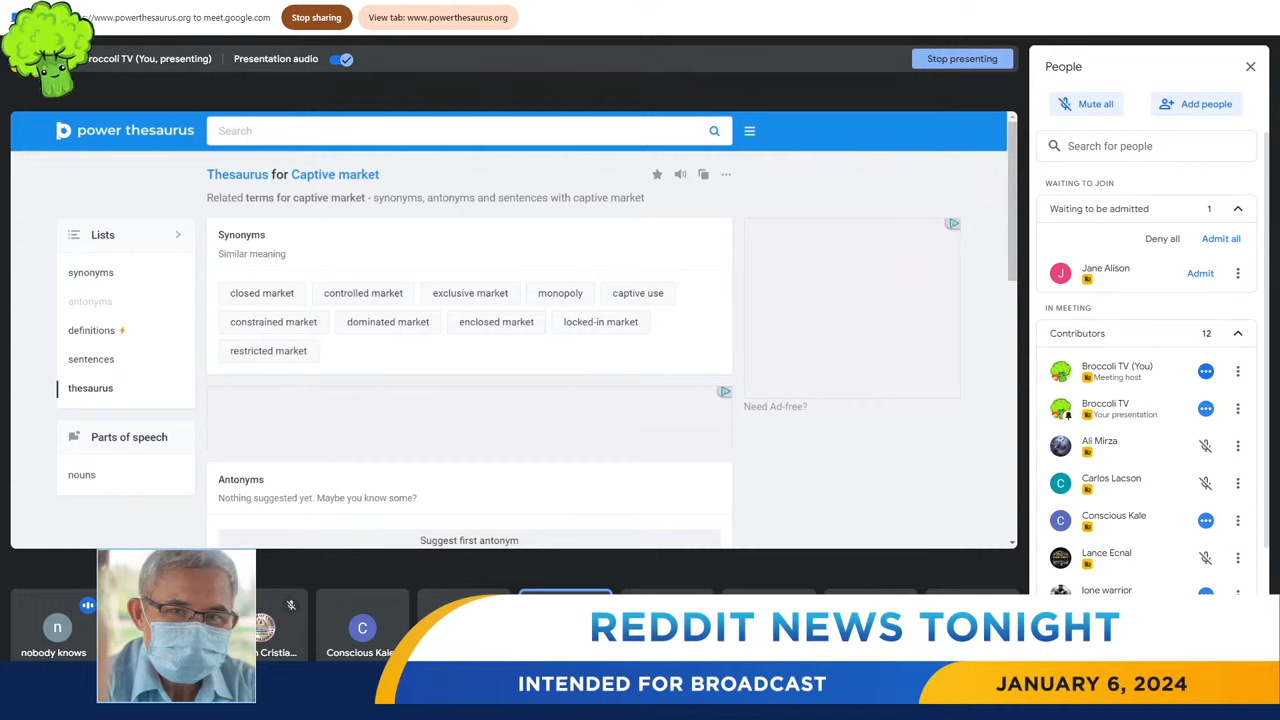 ://www.powerthesaurus.org to meet.google.com
Stop sharing
View tab: www.powerthesaurus.org
roccoli TV (You, presenting)
Presentation audio
Stop presenting
power thesaurus
Search
Thesaurus for Captive market
Related terms for captive market - synonyms, antonyms and sentences with captive market
Lists
synonyms
antonyms
definitions
sentences
thesaurus
Parts of speech
nouns
Synonyms
Similar meaning
closed market controlled market exclusive market monopoly captive use
constrained market dominated market enclosed market locked-in market
restricted market
Need Ad-free?
Antonyms
Nothing suggested yet. Maybe you know some?
Suggest first antonym
People
Mute all
Add people
Search for people
WAITING TO JOIN
Waiting to be admitted 1
Deny all Admit all
J
Jane Alison
Admit
IN MEETING
Contributors 12
Broccoli TV (You)
Meeting host
Broccoli TV
Your presentation
Ali Mirza
C
Carlos Lacson
C
Conscious Kale
Lance Ecnal
lone warrior
n
nobody knows
n Cristia...
C
Conscious Kale
REDDIT NEWS TONIGHT
INTENDED FOR BROADCAST
JANUARY 6, 2024